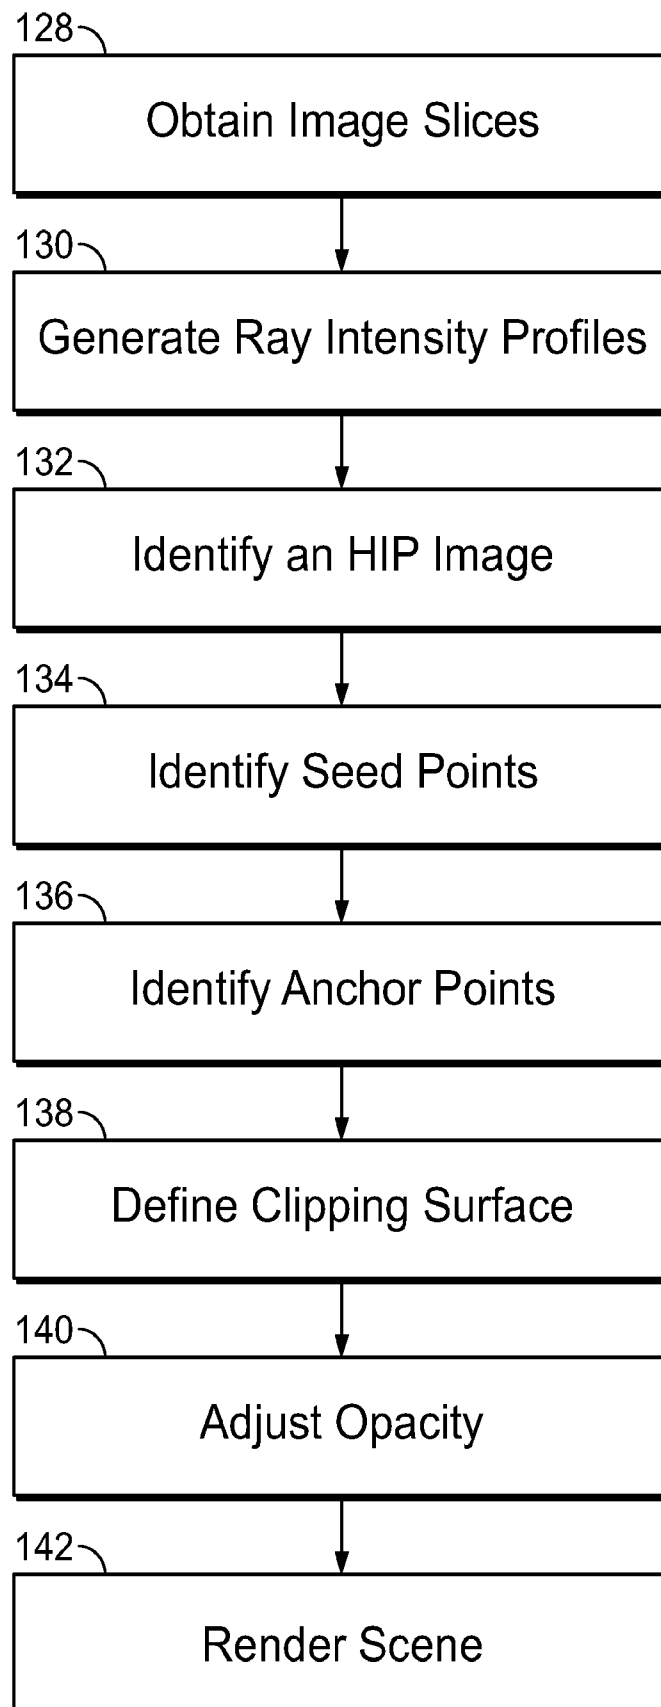 128
Obtain Image Slices
130
Generate Ray Intensity Profiles
132
Identify an HIP Image
134
Identify Seed Points
136
Identify Anchor Points
138
Define Clipping Surface
140
Adjust Opacity
142
Render Scene